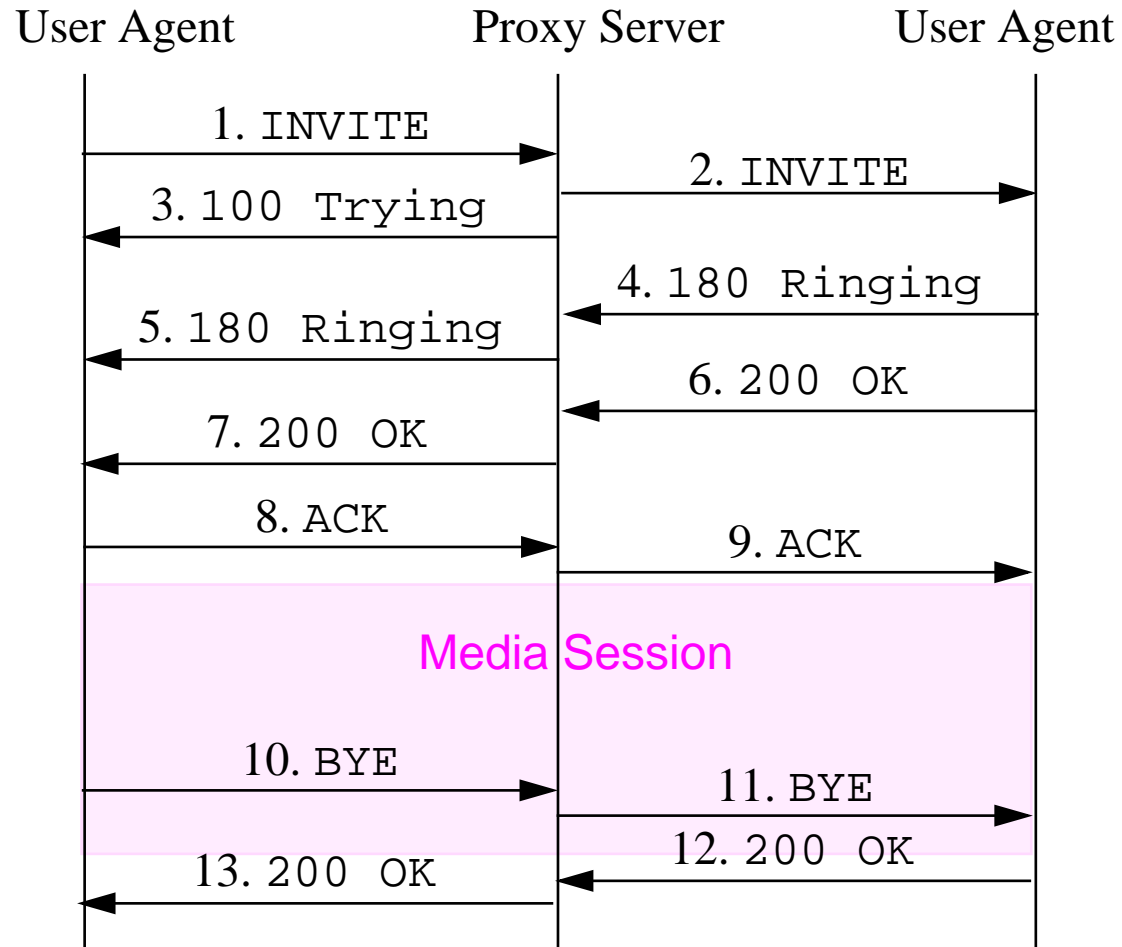 User Agent
Proxy Server
User Agent
1. INVITE
2. INVITE
3. 100 Trying
4. 180 Ringing
5. 180 Ringing
6. 200 OK
7. 200 OK
8. ACK
9. ACK
Media Session
10. BYE
11. BYE
12. 200 OK
13. 200 OK